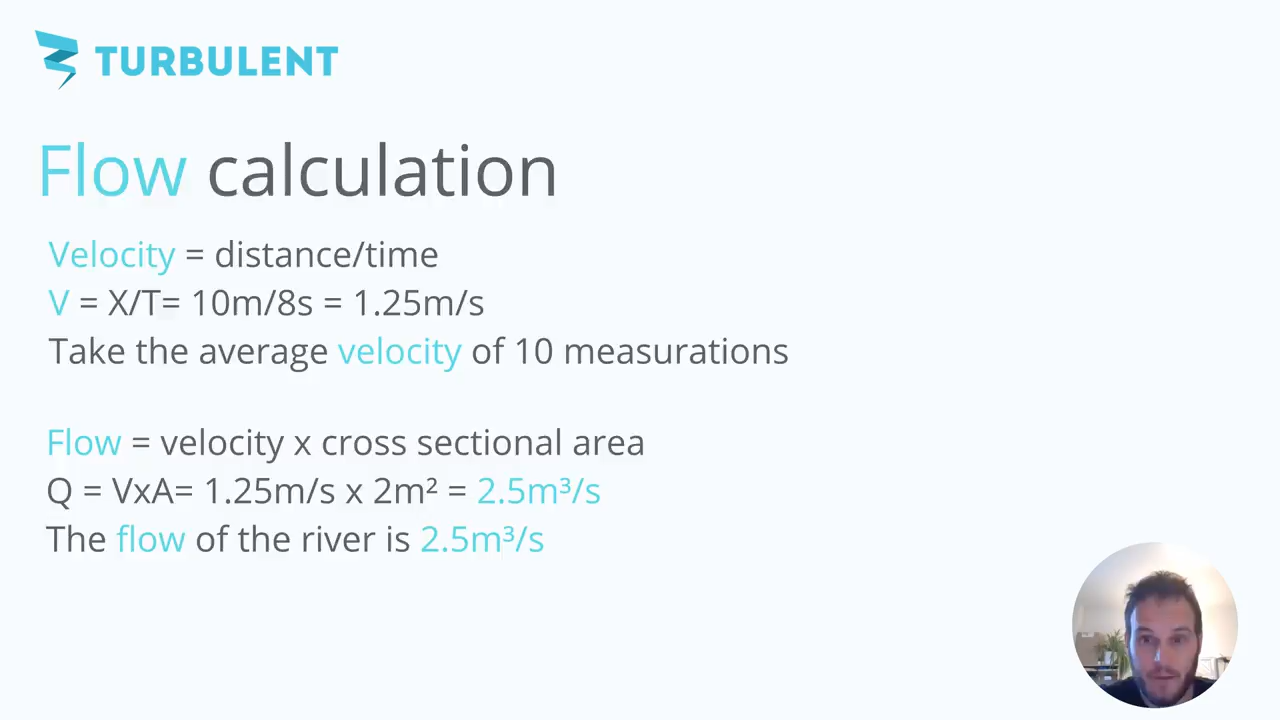 TURBULENT
Flow calculation
Velocity = distance/time
V = X/T= 10m/8s = 1.25m/s
Take the average velocity of 10 measurations
Flow = velocity x cross sectional area
Q = VxA= 1.25m/s x 2m² = 2.5m³/s
The flow of the river is 2.5m³/s